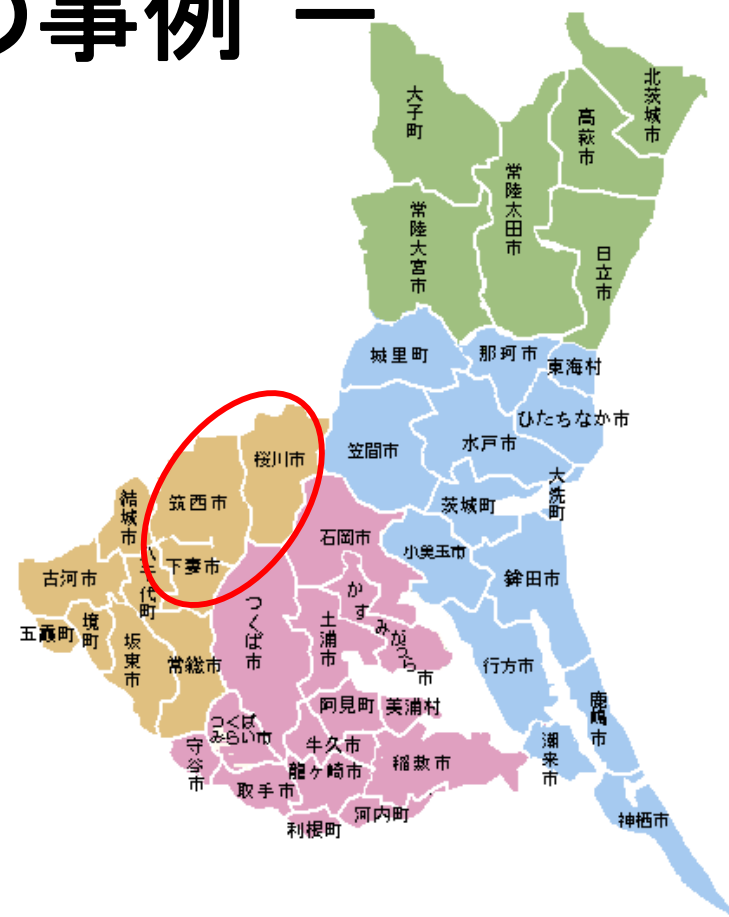 の事例 ー
大子町
北茨城市
高萩市
常陸太田市
常陸大宮市
日立市
城里町
那珂市
東海村
ひたちなか市
笠間市
水戸市
桜川市
筑西市
結城市
茨城町
大洗町
石岡市
小美玉市
下妻市
八千代町
古河市
鉾田市
かすみがうら市
つくば市
土浦市
五霞町
境町
坂東市
常総市
行方市
阿見町
美浦村
鹿嶋市
つくばみらい市
牛久市
守谷市
龍ヶ崎市
稲敷市
潮来市
取手市
河内町
利根町
神栖市